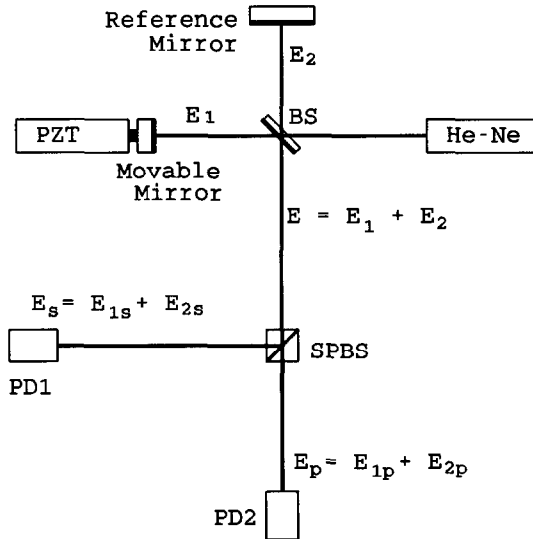 Reference
Mirror
E2
E1
BS
PZT
He-Ne
Movable
Mirror
E = E1 + E2
Es= E1s+ E2s
SPBS
PD1
Ep= E1p+ E2p
PD2